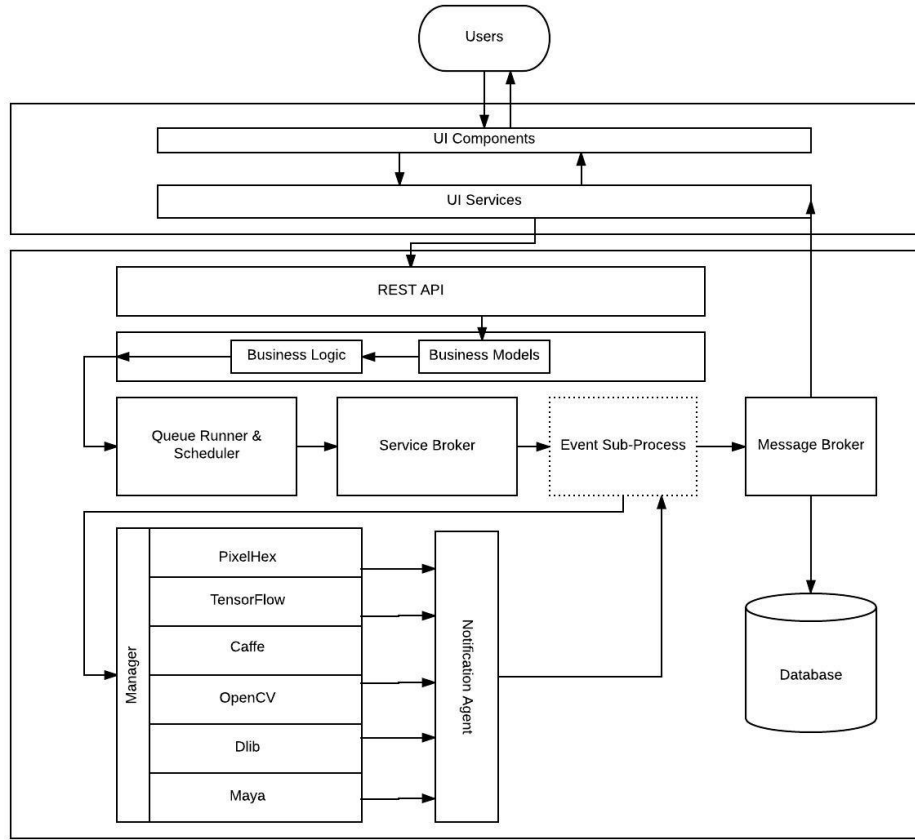 Users
UI Components
UI Services
REST API
Business Logic
Business Models
Queue Runner &
Scheduler
Service Broker
Event Sub-Process
Message Broker
Manager
PixelHex
TensorFlow
Caffe
OpenCV
Dlib
Maya
Notification Agent
Database